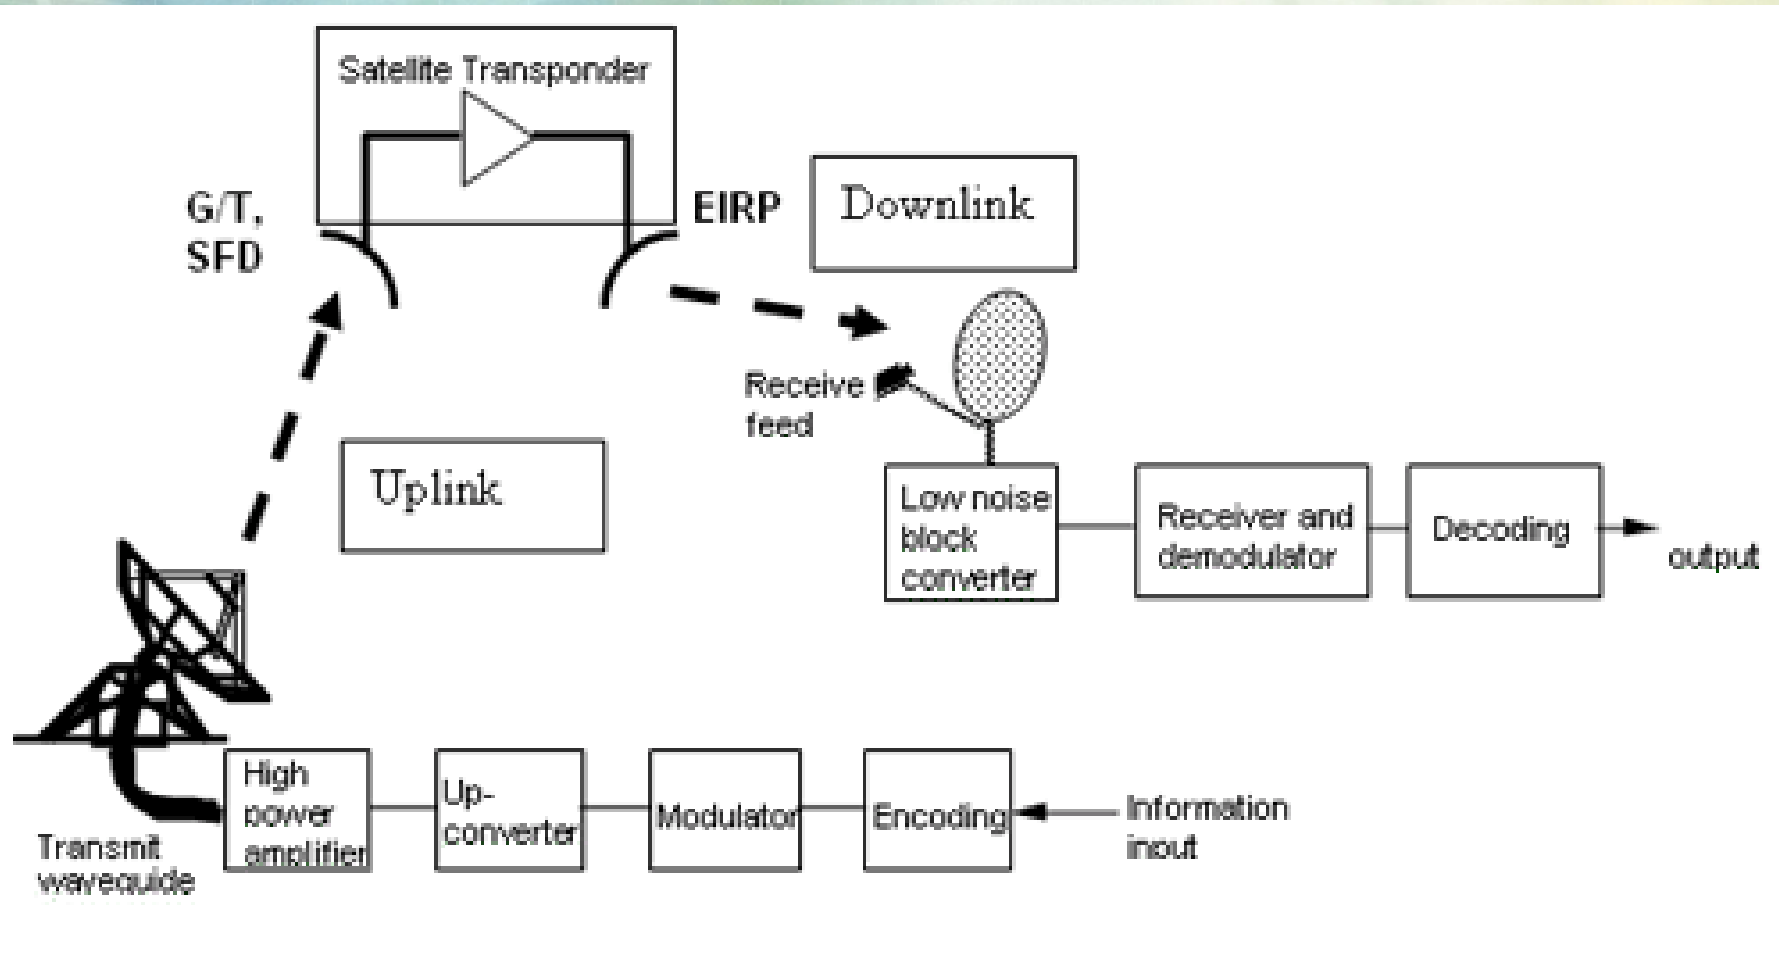 Satellite Transponder
G/T,
SFD
EIRP
Downlink
Receive
feed
Uplink
Low noise
block
converter
Receiver and
demodulator
Decoding
output
High
power
amplifier
Up-
converter
Modulator
Encoding
Information
input
Transmit
waveguide